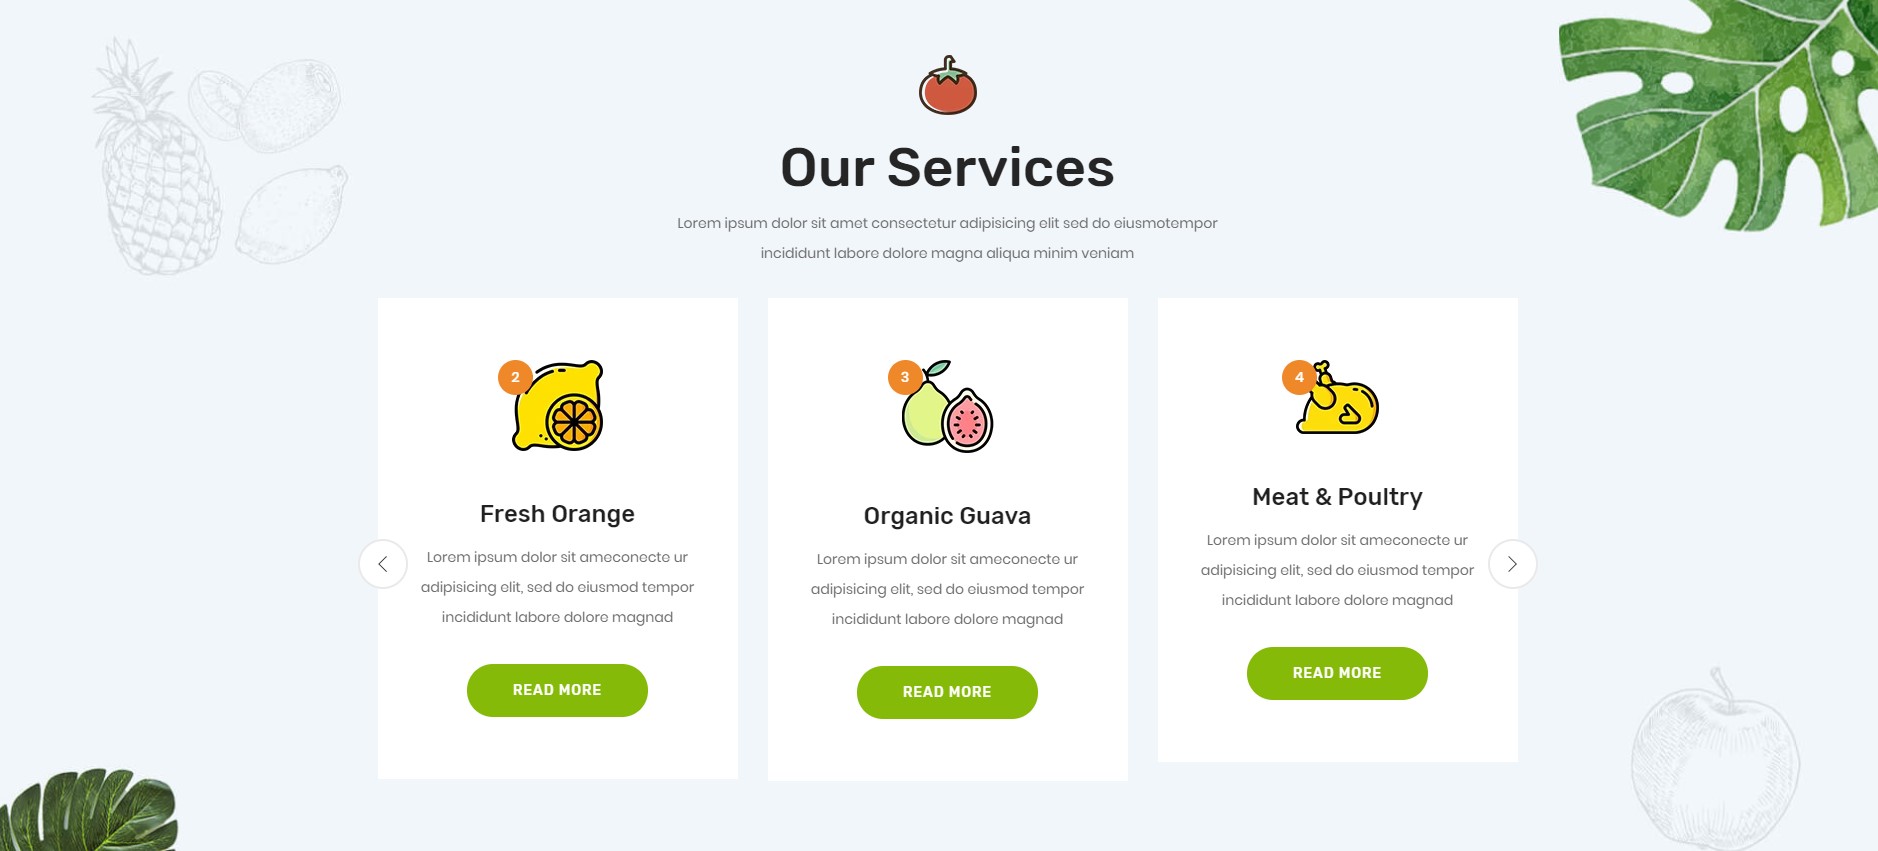 Our Services
Lorem ipsum dolor sit amet consectetur adipisicing elit sed do eiusmotempor
incididunt labore dolore magna aliqua minim veniam
2
Fresh Orange
Lorem ipsum dolor sit ameconecte ur
adipisicing elit, sed do eiusmod tempor
incididunt labore dolore magnad
READ MORE
3
Organic Guava
Lorem ipsum dolor sit ameconecte ur
adipisicing elit, sed do eiusmod tempor
incididunt labore dolore magnad
READ MORE
4
Meat & Poultry
Lorem ipsum dolor sit ameconecte ur
adipisicing elit, sed do eiusmod tempor
incididunt labore dolore magnad
READ MORE